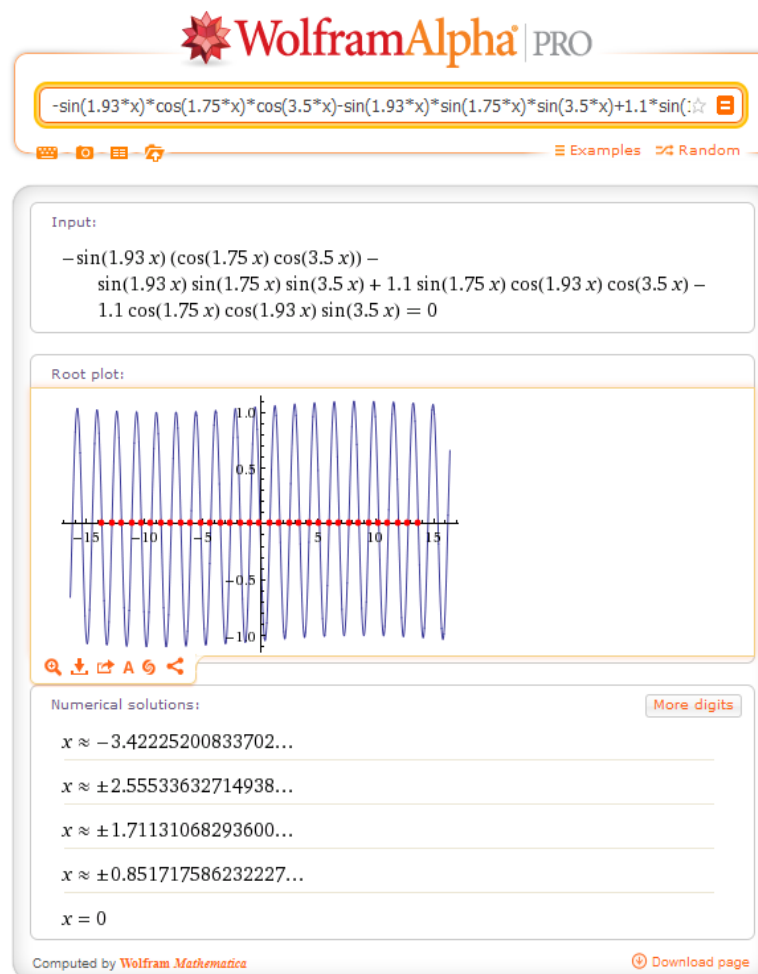 WolframAlpha PRO
-sin(1.93*x)*cos(1.75*x)*cos(3.5*x)-sin(1.93*x)*sin(1.75*x)*sin(3.5*x)+1.1*sin(
Examples Random
Input:
−sin(1.93 x) (cos(1.75 x) cos(3.5 x)) −
sin(1.93 x) sin(1.75 x) sin(3.5 x) + 1.1 sin(1.75 x) cos(1.93 x) cos(3.5 x) −
1.1 cos(1.75 x) cos(1.93 x) sin(3.5 x) = 0
Root plot:
1.0
0.5
−15 −10 −5 5 10 15
−0.5
−1.0
A
Numerical solutions: More digits
x ≈ −3.42225200833702...
x ≈ ±2.55533632714938...
x ≈ ±1.71131068293600...
x ≈ ±0.851717586232227...
x = 0
Computed by Wolfram Mathematica Download page